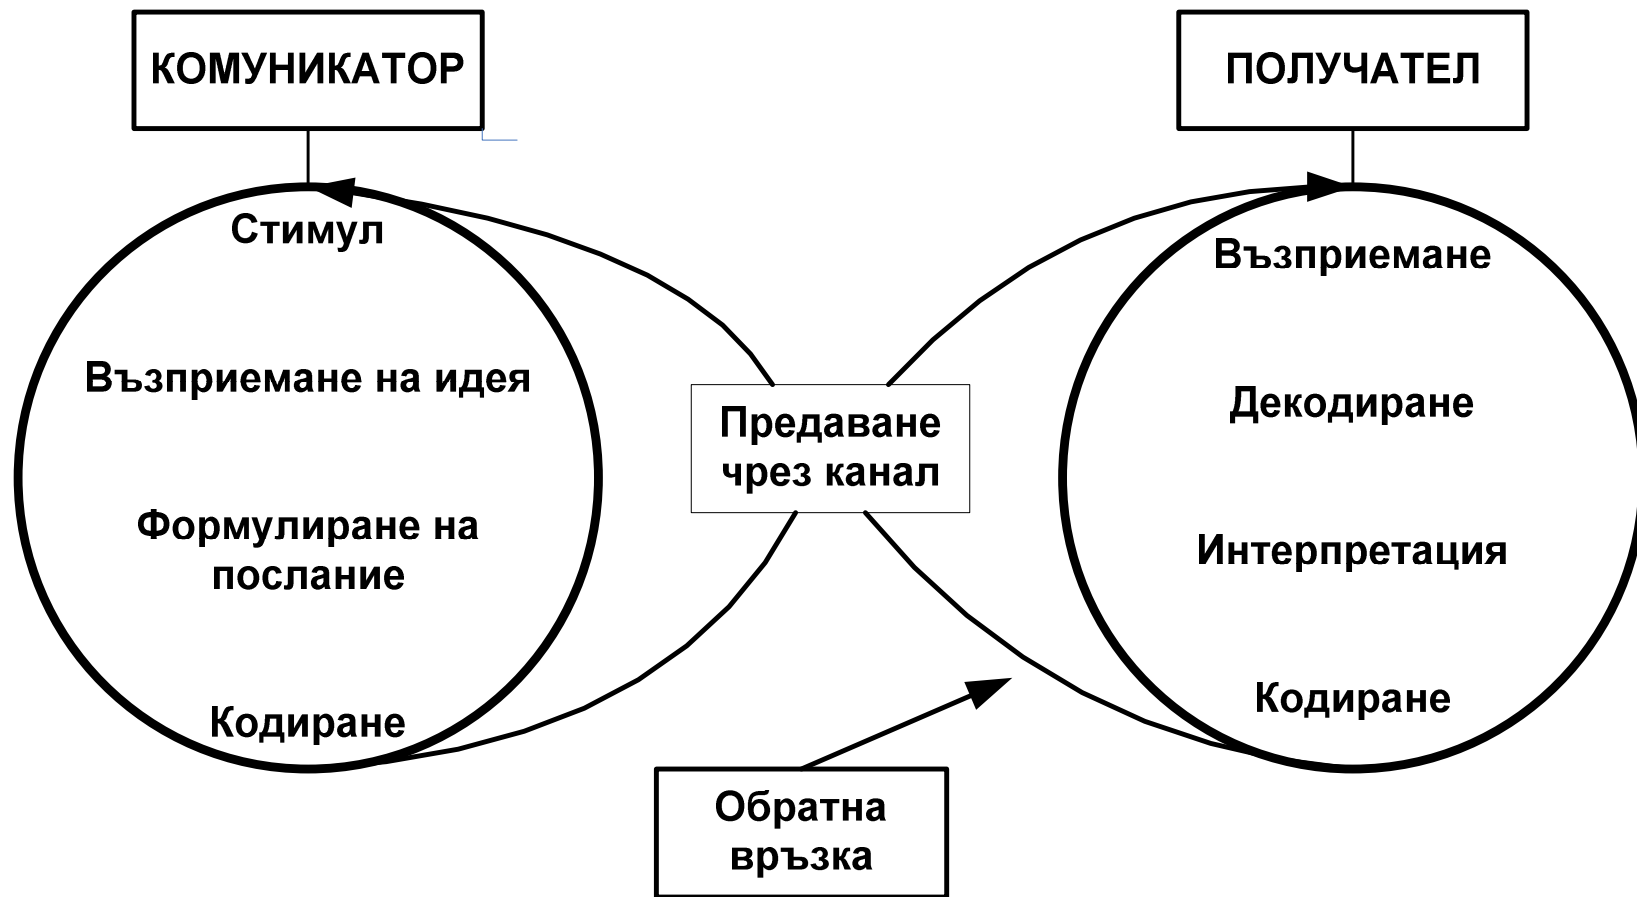 КОМУНИКАТОР
ПОЛУЧАТЕЛ
Стимул
Възприемане на идея
Формулиране на
послание
Кодиране
Предаване
чрез канал
Възприемане
Декодиране
Интерпретация
Кодиране
Обратна
връзка